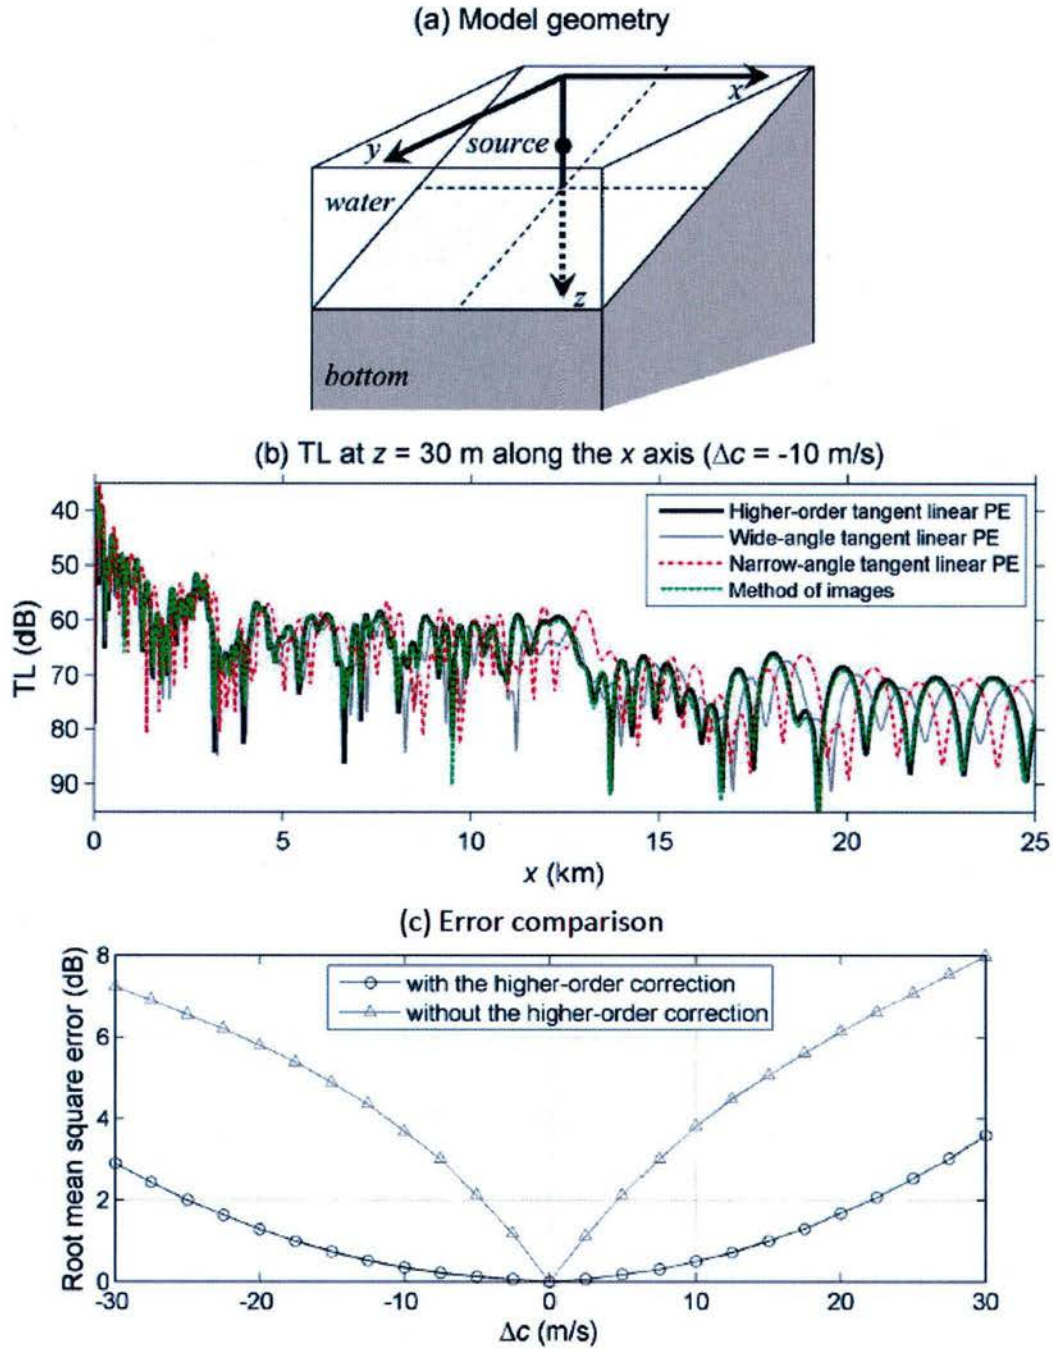 (a) Model geometry
x
y
source
water
z
bottom
(b) TL at z = 30 m along the x axis (Δc = -10 m/s)
Higher-order tangent linear PE
Wide-angle tangent linear PE
Narrow-angle tangent linear PE
Method of images
TL (dB)
40
50
60
70
80
90
0 5 10 15 20 25
x (km)
(c) Error comparison
with the higher-order correction
without the higher-order correction
Root mean square error (dB)
8
6
4
2
0
-30 -20 -10 0 10 20 30
Δc (m/s)